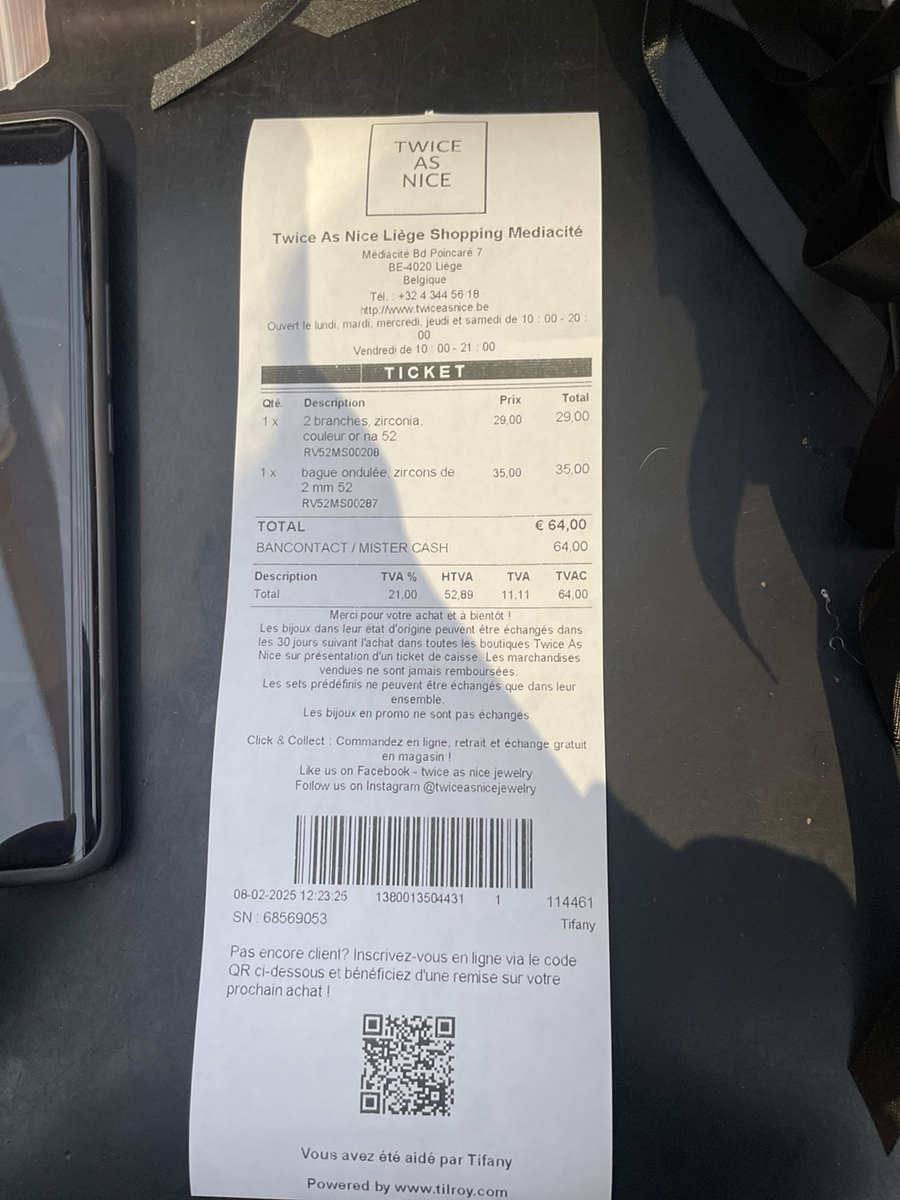 TWICE
AS
NICE
Twice As Nice Liège Shopping Mediacité
Médiacité Bd Poincaré 7
BE-4020 Liège
Belgique
Tél. : +32 4 344 56 18
http://www.twiceasnice.be
Ouvert le lundi, mardi, mercredi, jeudi et samedi de 10 : 00 - 20 :
00
Vendredi de 10 : 00 - 21 : 00
TICKET
Qté. Description Prix Total
1 x 2 branches, zirconia, 29,00 29,00
couleur or na 52
RV52MS00208
1 x bague ondulée, zircons de 35,00 35,00
2 mm 52
RV52MS00287
TOTAL € 64,00
BANCONTACT / MISTER CASH 64,00
Description TVA % HTVA TVA TVAC
Total 21,00 52,89 11,11 64,00
Merci pour votre achat et à bientôt !
Les bijoux dans leur état d'origine peuvent être échangés dans
les 30 jours suivant l'achat dans toutes les boutiques Twice As
Nice sur présentation d'un ticket de caisse. Les marchandises
vendues ne sont jamais remboursées.
Les sets prédéfinis ne peuvent être échangés que dans leur
ensemble.
Les bijoux en promo ne sont pas échangés
Click & Collect : Commandez en ligne, retrait et échange gratuit
en magasin !
Like us on Facebook - twice as nice jewelry
Follow us on Instagram @twiceasnicejewelry
08-02-2025 12:23:25 1380013504431 1 114461
SN : 68569053 Tifany
Pas encore client? Inscrivez-vous en ligne via le code
QR ci-dessous et bénéficiez d'une remise sur votre
prochain achat !
Vous avez été aidé par Tifany
Powered by www.tilroy.com